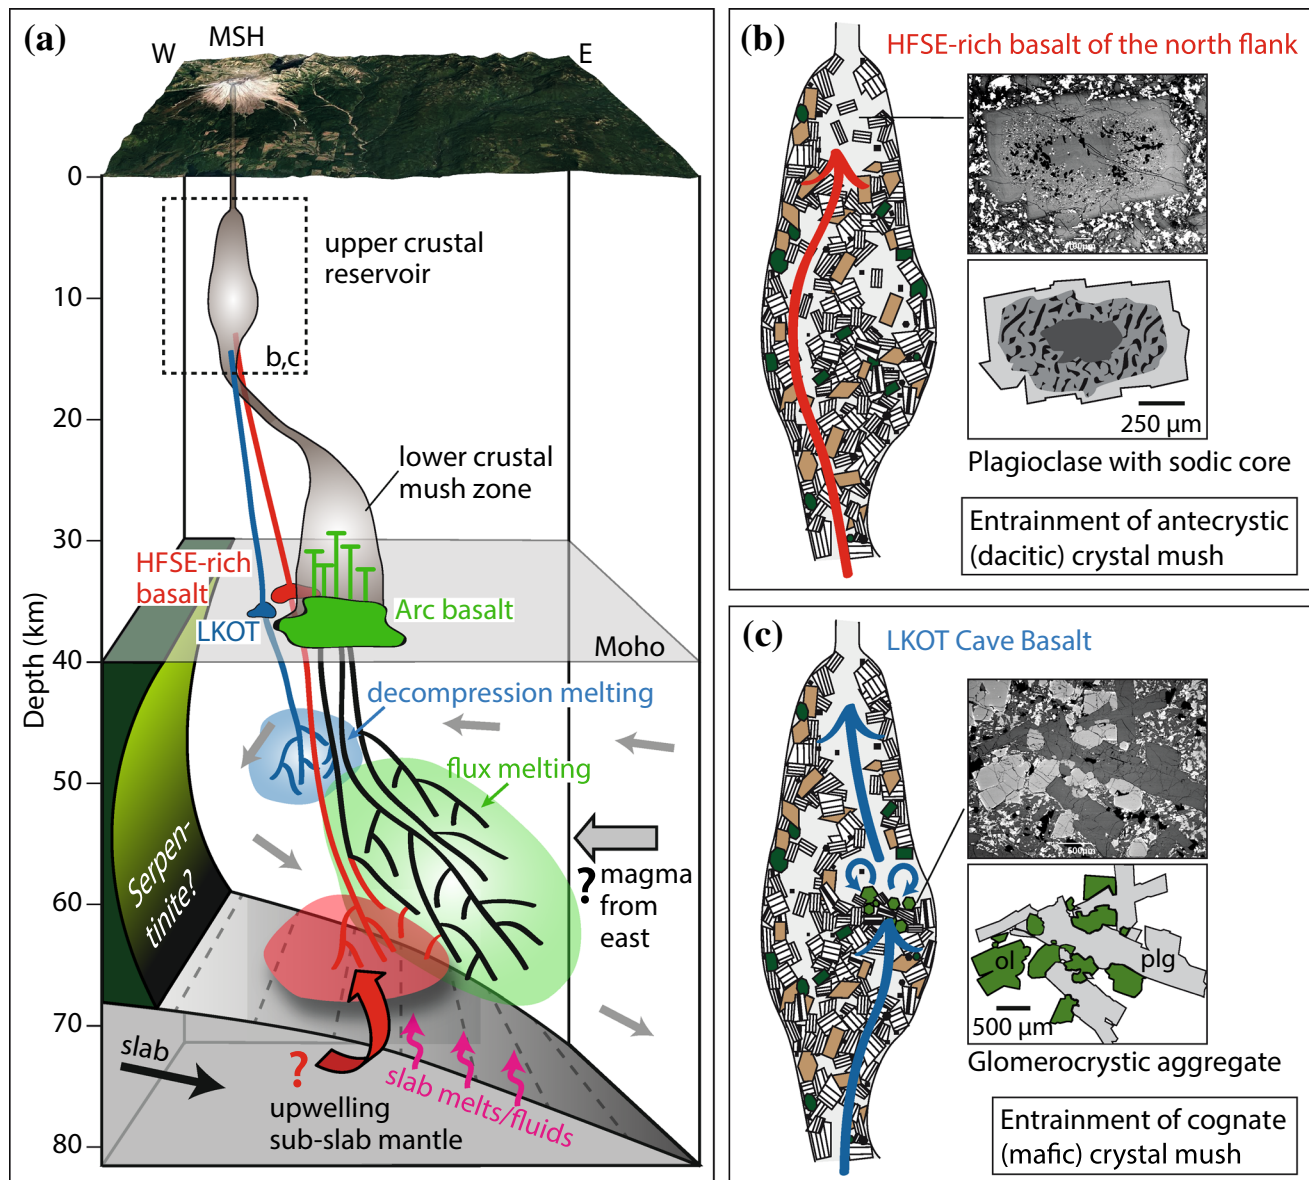 (a)
W
MSH
E
0
10
20
30
40
50
60
70
80
Depth (km)
upper crustal
reservoir
b,c
lower crustal
mush zone
HFSE-rich
basalt
LKOT
Arc basalt
Moho
decompression melting
flux melting
Serpen-
tinite?
? magma
from
east
slab
?
upwelling
sub-slab mantle
slab melts/fluids
(b)
HFSE-rich basalt of the north flank
100µm
250 µm
Plagioclase with sodic core
Entrainment of antecrystic
(dacitic) crystal mush
(c)
LKOT Cave Basalt
500µm
ol
plg
500 µm
Glomerocrystic aggregate
Entrainment of cognate
(mafic) crystal mush